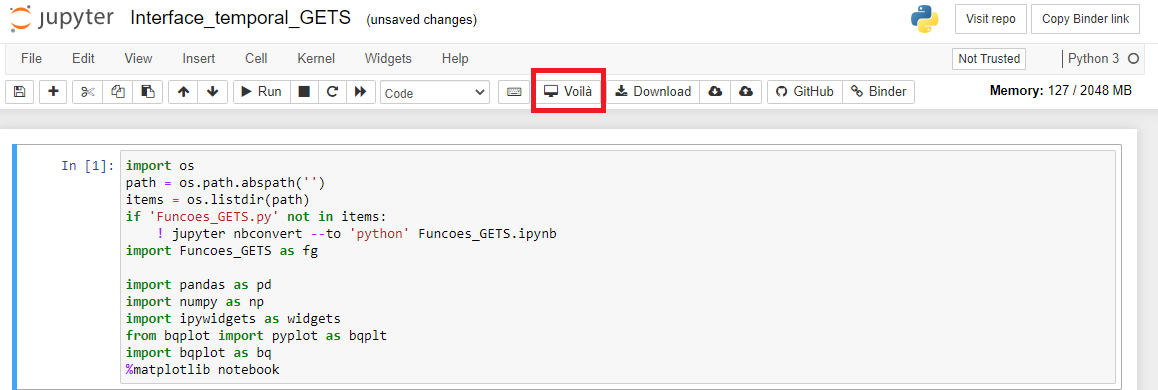 jupyter Interface_temporal_GETS (unsaved changes) Visit repo Copy Binder link
File Edit View Insert Cell Kernel Widgets Help Not Trusted Python 3
Run Code Voilà Download GitHub Binder Memory: 127 / 2048 MB
In [1]: import os
path = os.path.abspath('')
items = os.listdir(path)
if 'Funcoes_GETS.py' not in items:
    ! jupyter nbconvert --to 'python' Funcoes_GETS.ipynb
import Funcoes_GETS as fg

import pandas as pd
import numpy as np
import ipywidgets as widgets
from bqplot import pyplot as bqplt
import bqplot as bq
%matplotlib notebook